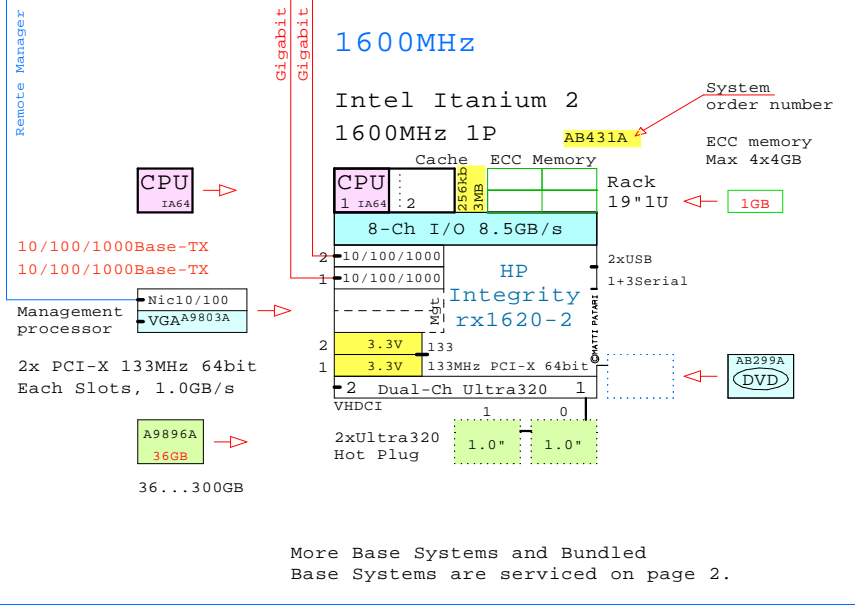 Remote Manager
Gigabit
Gigabit
1600MHz
Intel Itanium 2
1600MHz 1P
System
order number
AB431A
ECC memory
Max 4x4GB
Cache
ECC Memory
CPU
IA64
CPU
1 IA64
2
256kb
3MB
Rack
19"1U
1GB
8-Ch I/O 8.5GB/s
10/100/1000Base-TX
10/100/1000Base-TX
2
10/100/1000
1
10/100/1000
HP
Integrity
rx1620-2
2xUSB
1+3Serial
Nic10/100
VGA A9803A
Management
processor
Mgt
©MATTI PATARI
2x PCI-X 133MHz 64bit
Each Slots, 1.0GB/s
2
3.3V
133
1
3.3V
133MHz PCI-X 64bit
2 Dual-Ch Ultra320 1
AB299A
DVD
VHDCI
1
0
A9896A
36GB
2xUltra320
Hot Plug
1.0"
1.0"
36...300GB
More Base Systems and Bundled
Base Systems are serviced on page 2.